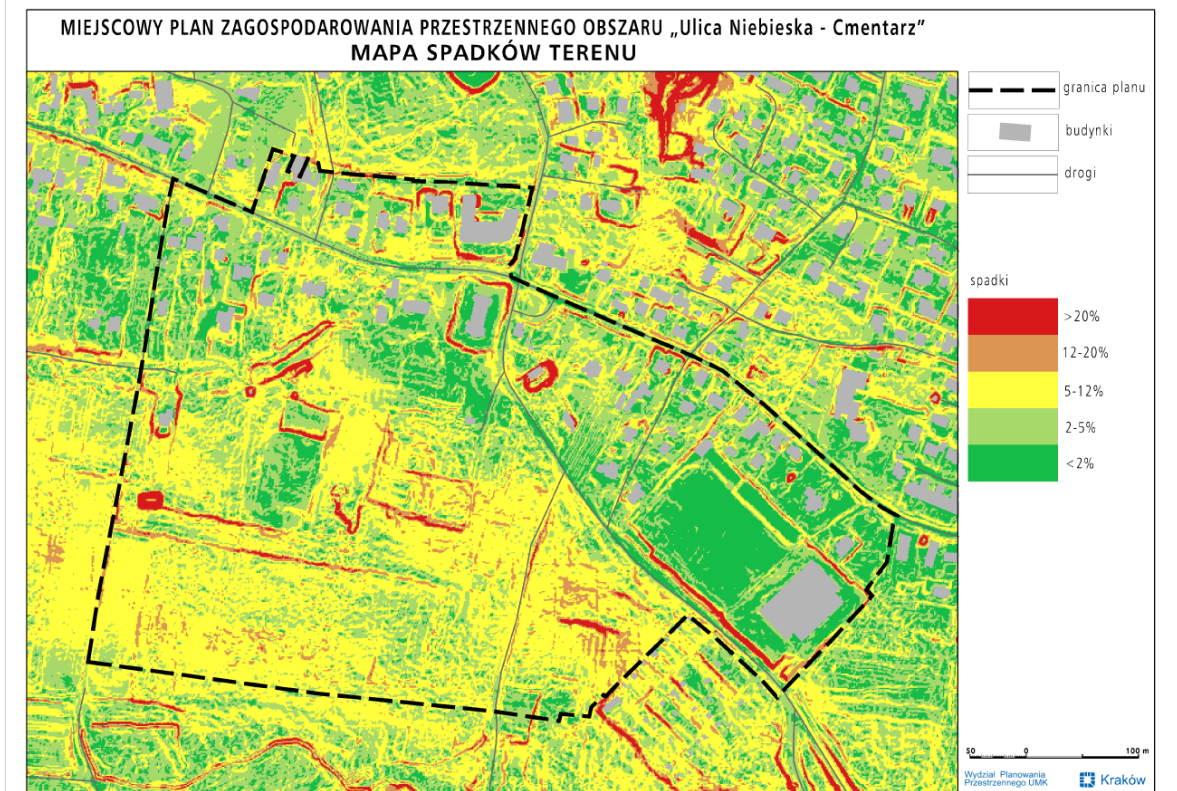 MIEJSCOWY PLAN ZAGOSPODAROWANIA PRZESTRZENNEGO OBSZARU „Ulica Niebieska - Cmentarz”
MAPA SPADKÓW TERENU
granica planu
budynki
drogi
spadki
>20%
12-20%
5-12%
2-5%
<2%
50 0 100 m
Wydział Planowania
Przestrzennego UMK
Kraków